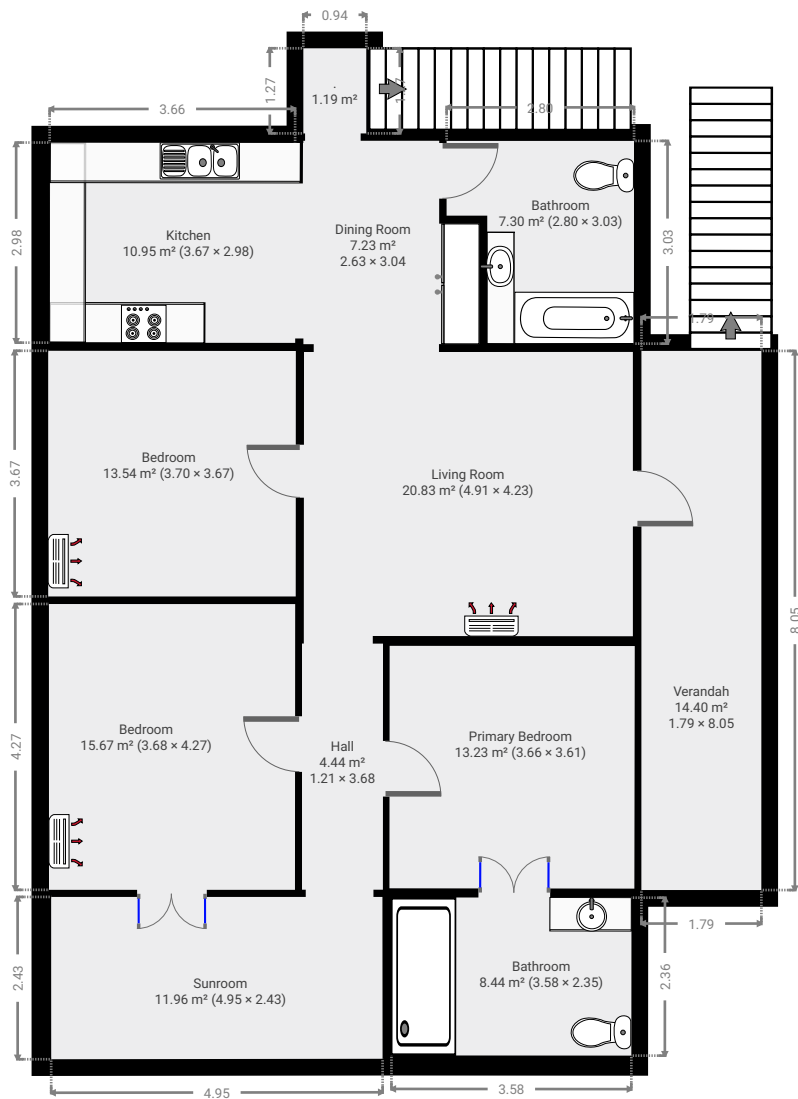 0.94
1.27
.
1.19 m²
3.66
2.80
2.98
Kitchen
10.95 m² (3.67 × 2.98)
Dining Room
7.23 m²
2.63 × 3.04
Bathroom
7.30 m² (2.80 × 3.03)
3.03
1.79
3.67
Bedroom
13.54 m² (3.70 × 3.67)
Living Room
20.83 m² (4.91 × 4.23)
8.05
4.27
Bedroom
15.67 m² (3.68 × 4.27)
Hall
4.44 m²
1.21 × 3.68
Primary Bedroom
13.23 m² (3.66 × 3.61)
Verandah
14.40 m²
1.79 × 8.05
1.79
2.43
Sunroom
11.96 m² (4.95 × 2.43)
Bathroom
8.44 m² (3.58 × 2.35)
2.36
4.95
3.58